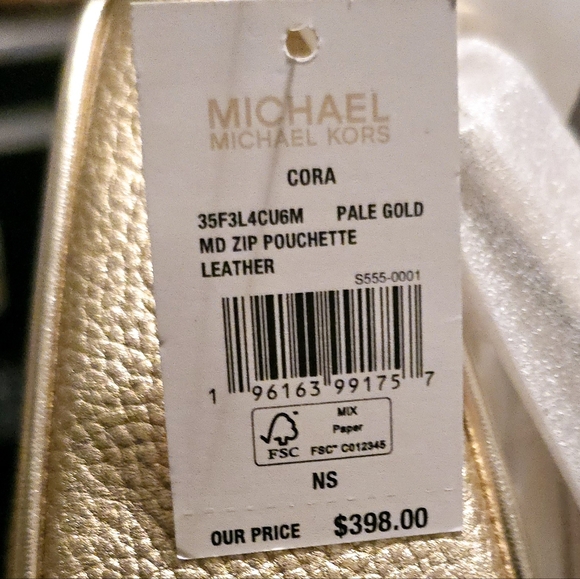 MICHAEL
MICHAEL KORS
CORA
35F3L4CU6M PALE GOLD
MD ZIP POUCHETTE
LEATHER
S555-0001
1 96163 99175 7
MIX
Paper
FSC FSC™ C012345
NS
OUR PRICE $398.00